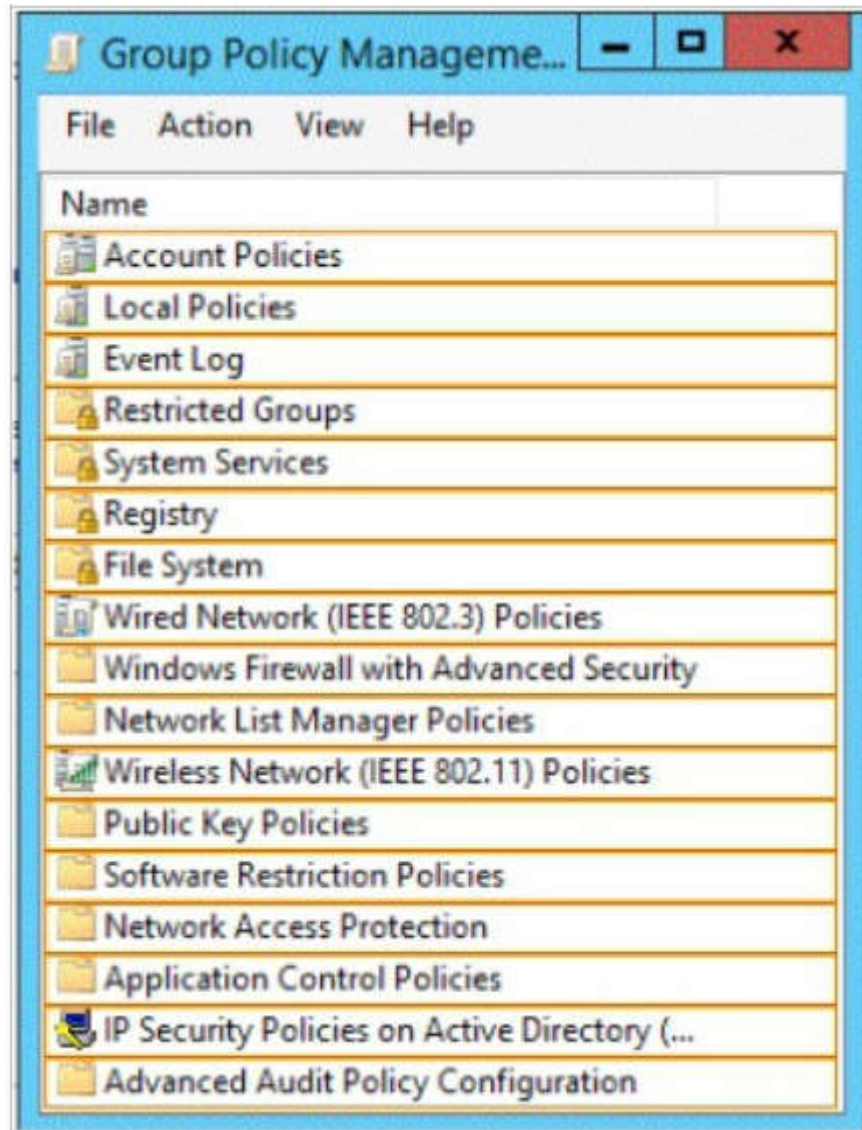 Group Policy Manageme...
File Action View Help
Name
Account Policies
Local Policies
Event Log
Restricted Groups
System Services
Registry
File System
Wired Network (IEEE 802.3) Policies
Windows Firewall with Advanced Security
Network List Manager Policies
Wireless Network (IEEE 802.11) Policies
Public Key Policies
Software Restriction Policies
Network Access Protection
Application Control Policies
IP Security Policies on Active Directory (...
Advanced Audit Policy Configuration